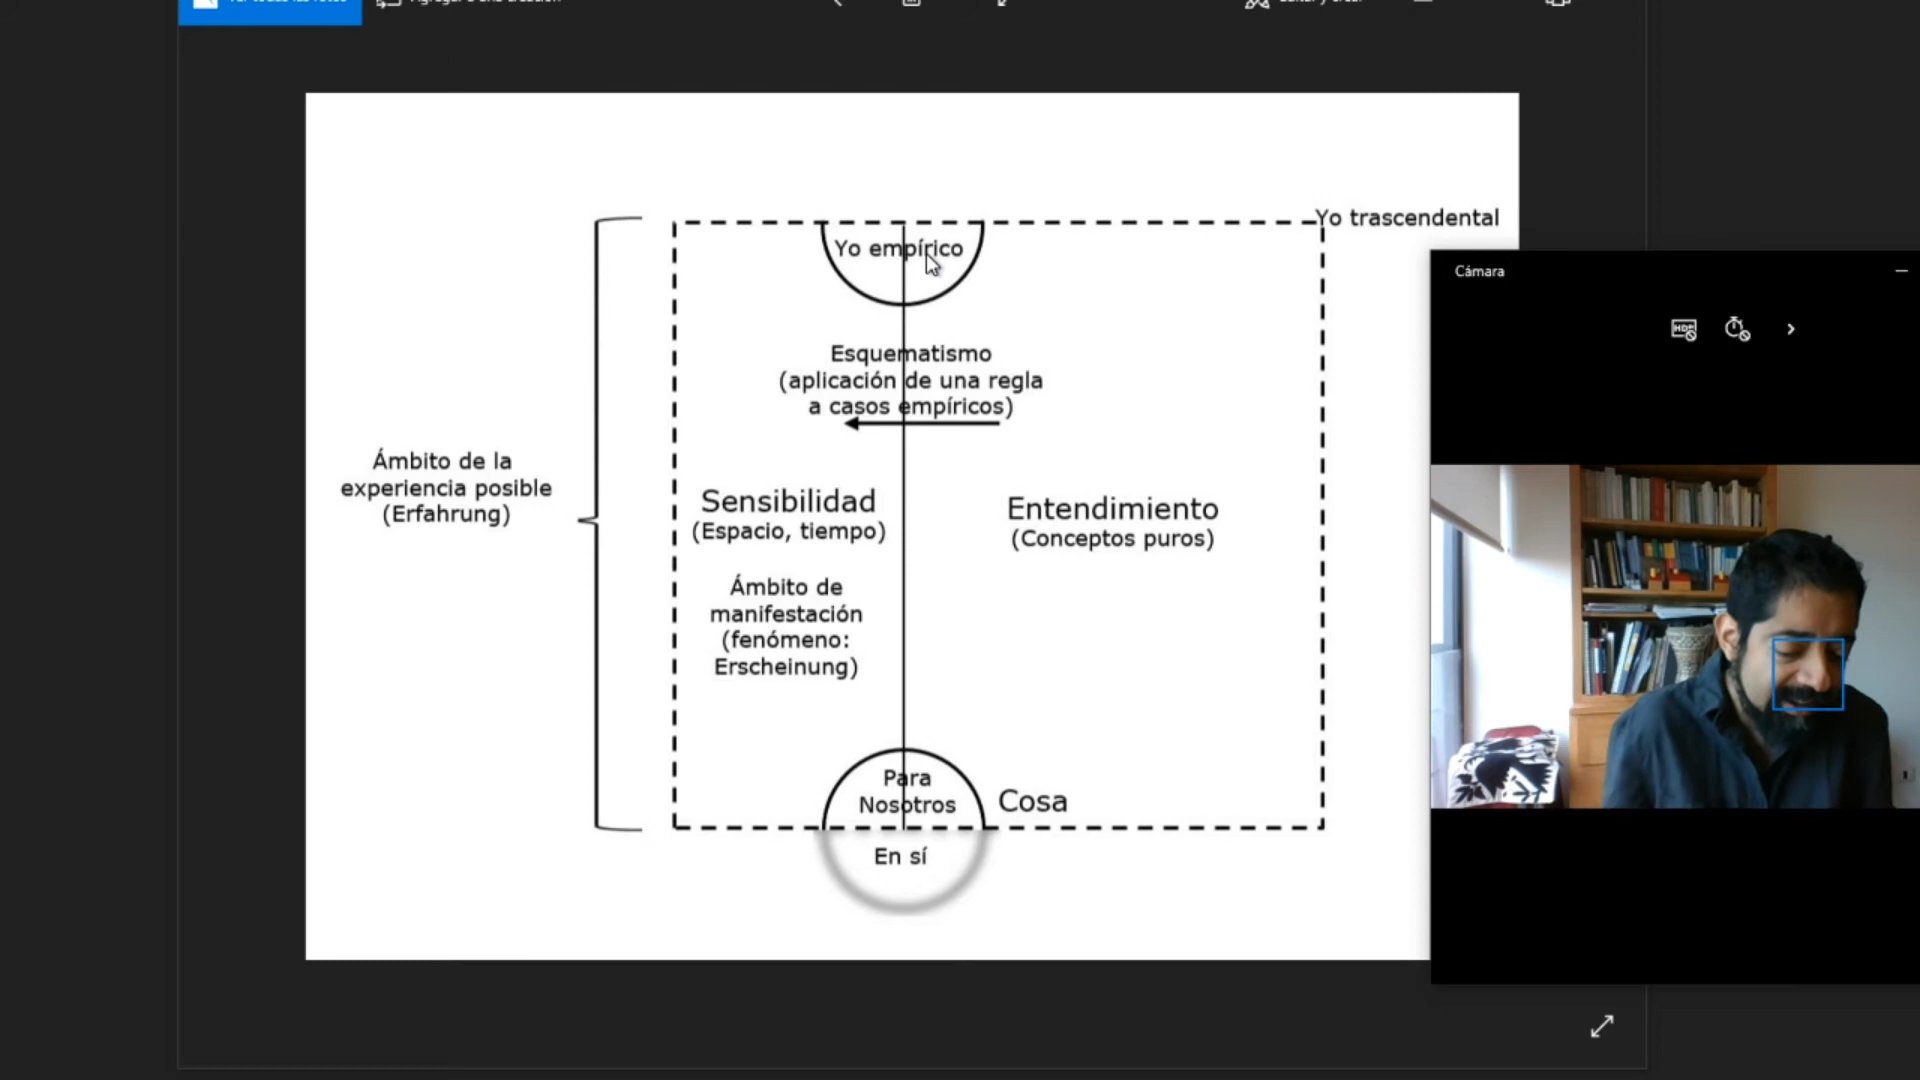 Yo trascendental
Yo empírico
Cámara
Esquematismo
(aplicación de una regla
a casos empíricos)
Ámbito de la
experiencia posible
(Erfahrung)
Sensibilidad
(Espacio, tiempo)
Entendimiento
(Conceptos puros)
Ámbito de
manifestación
(fenómeno:
Erscheinung)
Para
Nosotros
Cosa
En sí